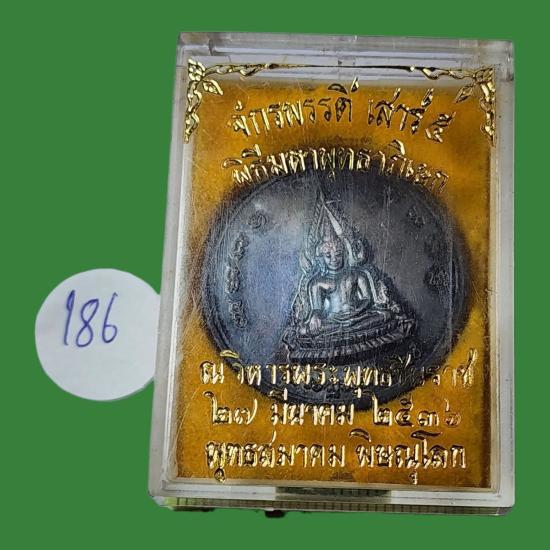 จักรพรรดิ์ เสาร์ ๕
พิธีมหาพุทธาภิเษก
ณ วิหารพระพุทธชินราช
๒๗ มีนาคม ๒๕๓๖
พุทธสมาคม พิษณุโลก
186